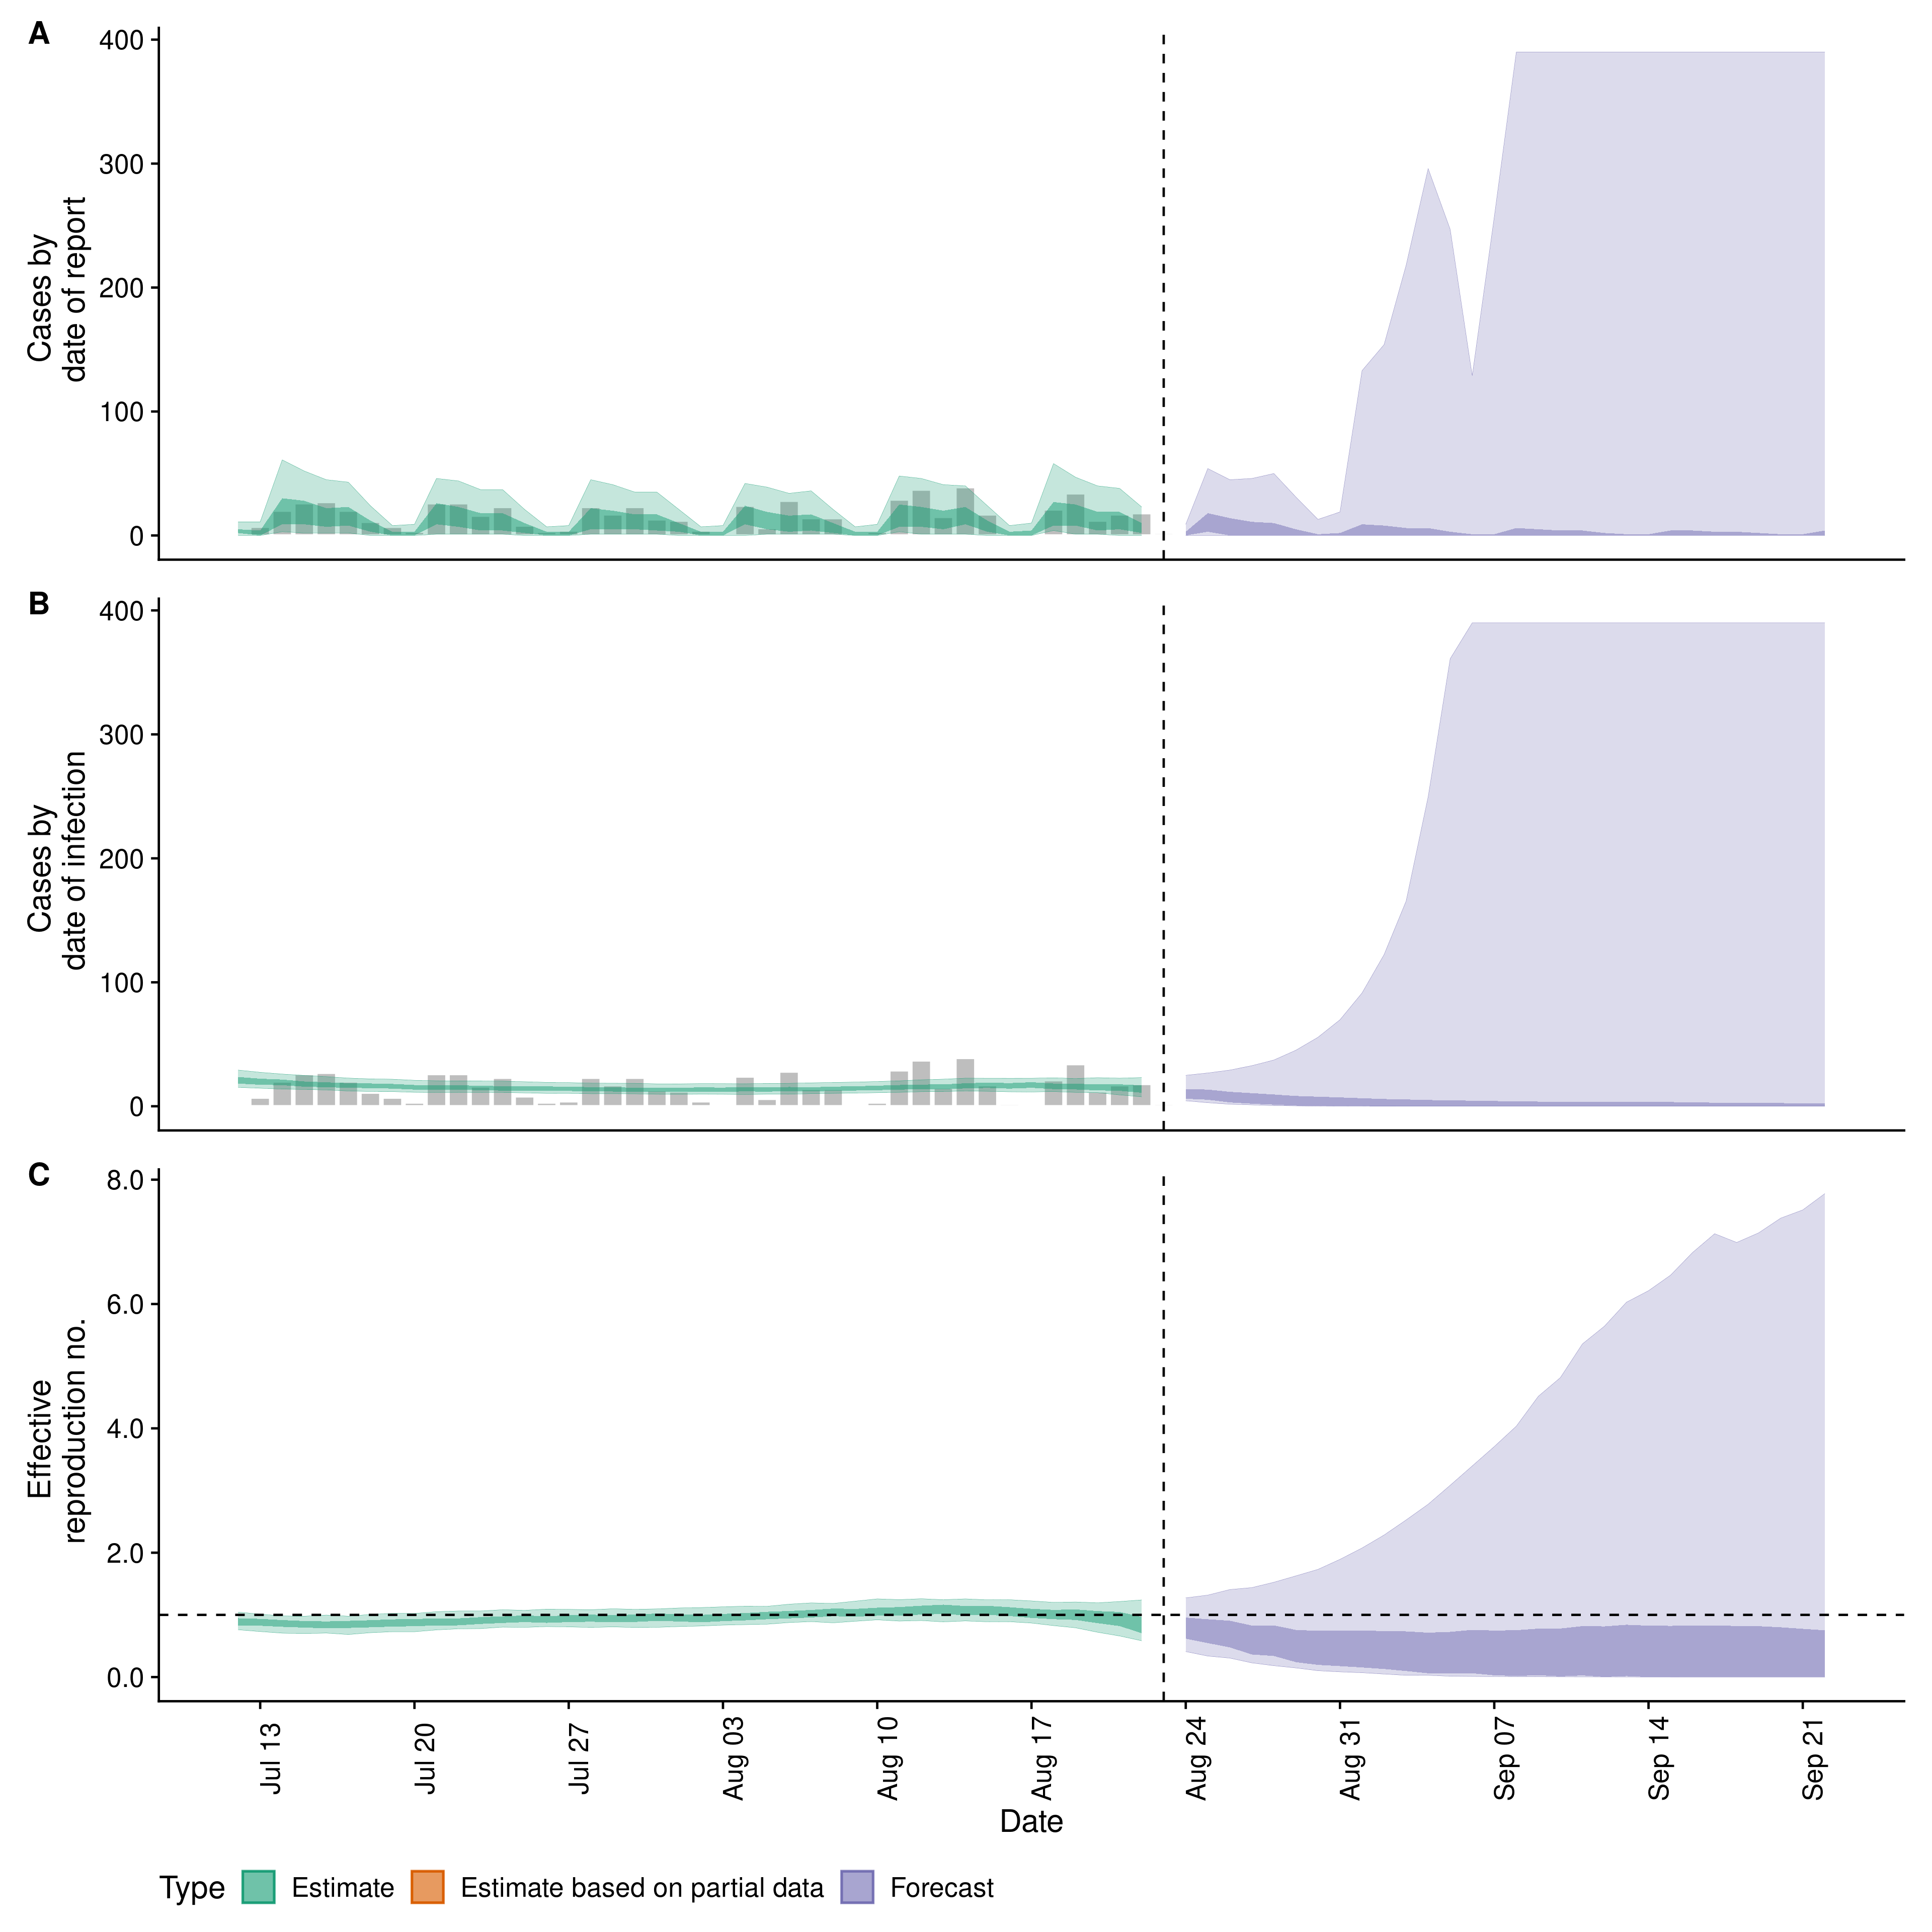 A
400
300
200
100
0
Cases by
date of report
B
400
300
200
100
0
Cases by
date of infection
C
8.0
6.0
4.0
2.0
0.0
Effective
reproduction no.
Jul 13
Jul 20
Jul 27
Aug 03
Aug 10
Aug 17
Aug 24
Aug 31
Sep 07
Sep 14
Sep 21
Date
Type Estimate Estimate based on partial data Forecast